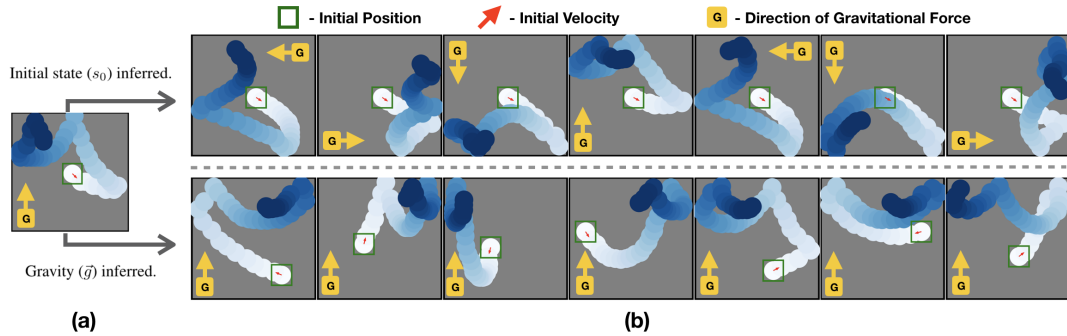 - Initial Position - Initial Velocity G - Direction of Gravitational Force
Initial state (s₀) inferred.
G G G G G G G
G
Gravity (g⃗) inferred.
G G G G G G G
(a) (b)